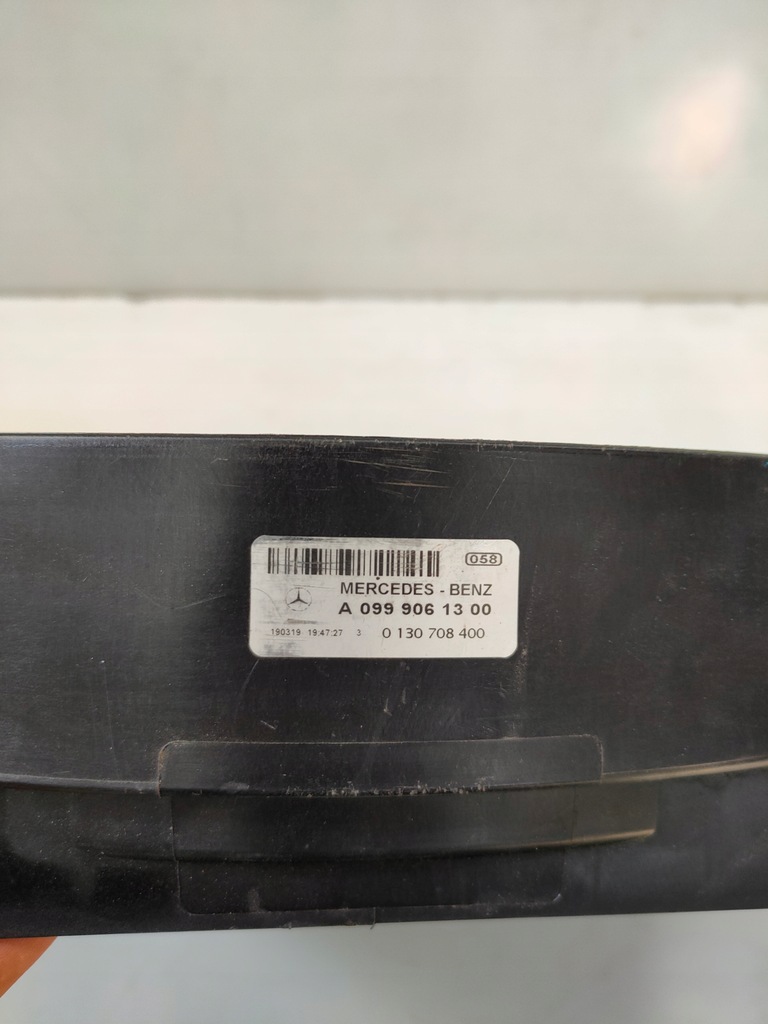 058
MERCEDES - BENZ
A 099 906 13 00
190319 19:47:27 3 0 130 708 400